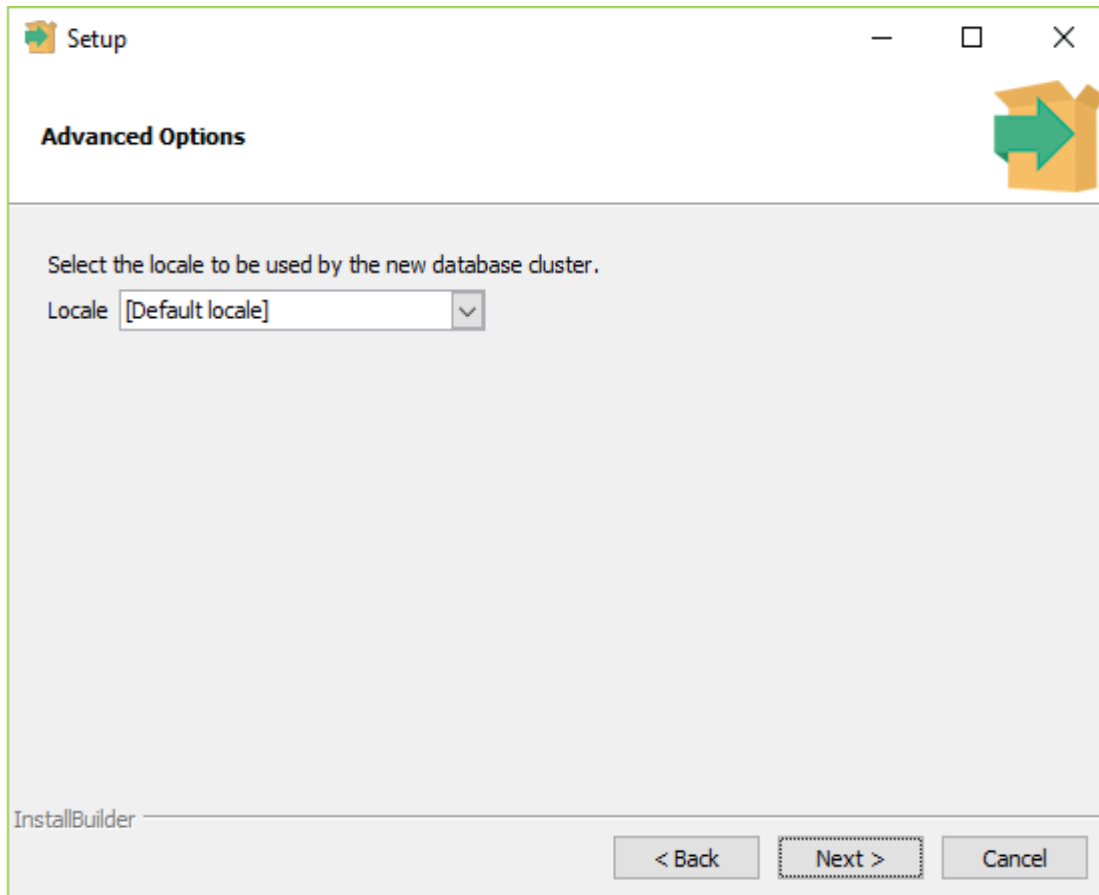 Setup
Advanced Options
Select the locale to be used by the new database cluster.
Locale [Default locale]
InstallBuilder
< Back Next > Cancel